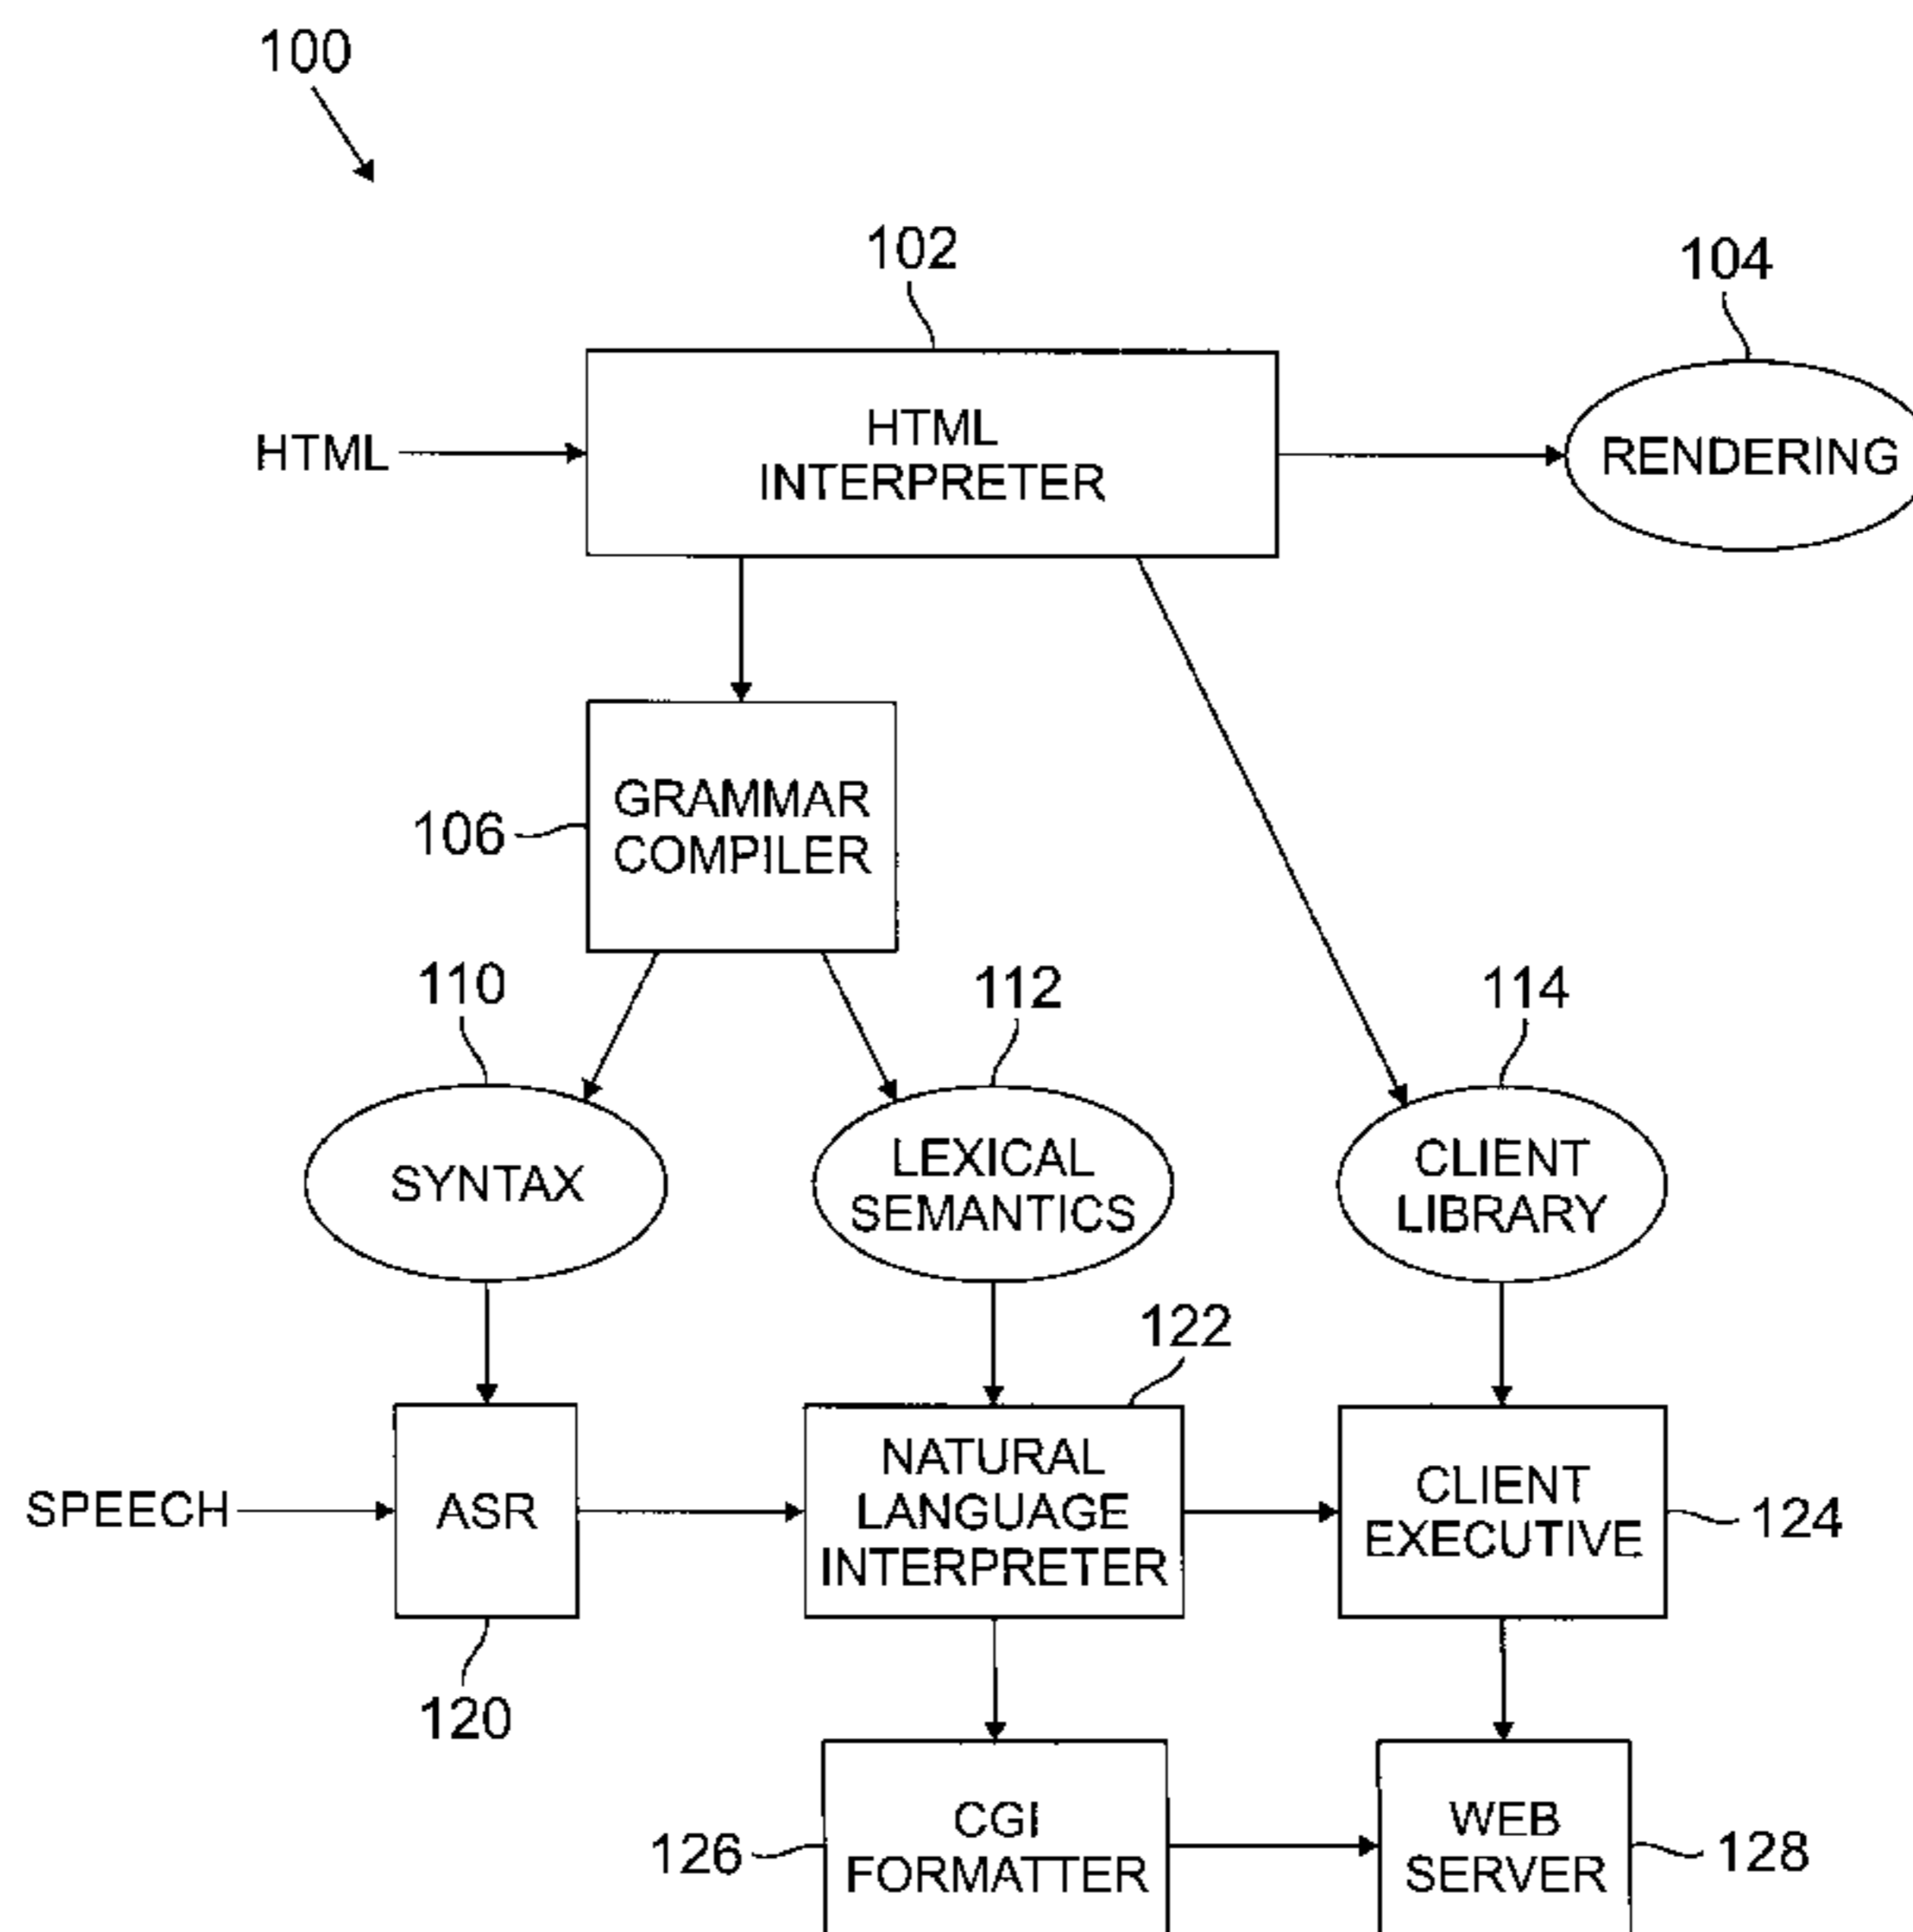 100
102
104
HTML
HTML
INTERPRETER
RENDERING
106
GRAMMAR
COMPILER
110
112
114
SYNTAX
LEXICAL
SEMANTICS
CLIENT
LIBRARY
122
SPEECH
ASR
NATURAL
LANGUAGE
INTERPRETER
CLIENT
EXECUTIVE
124
120
126
CGI
FORMATTER
WEB
SERVER
128